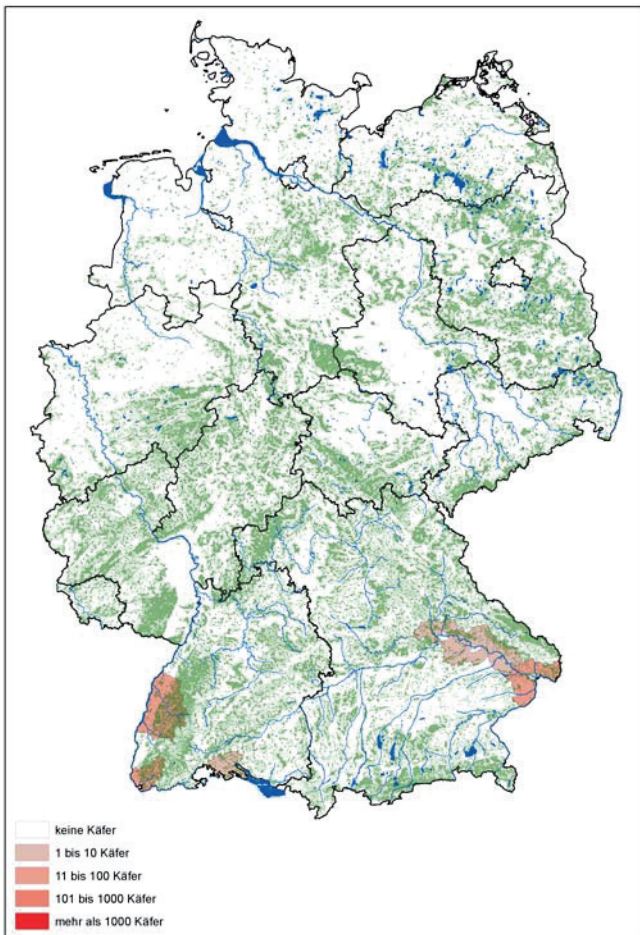 keine Käfer
1 bis 10 Käfer
11 bis 100 Käfer
101 bis 1000 Käfer
mehr als 1000 Käfer